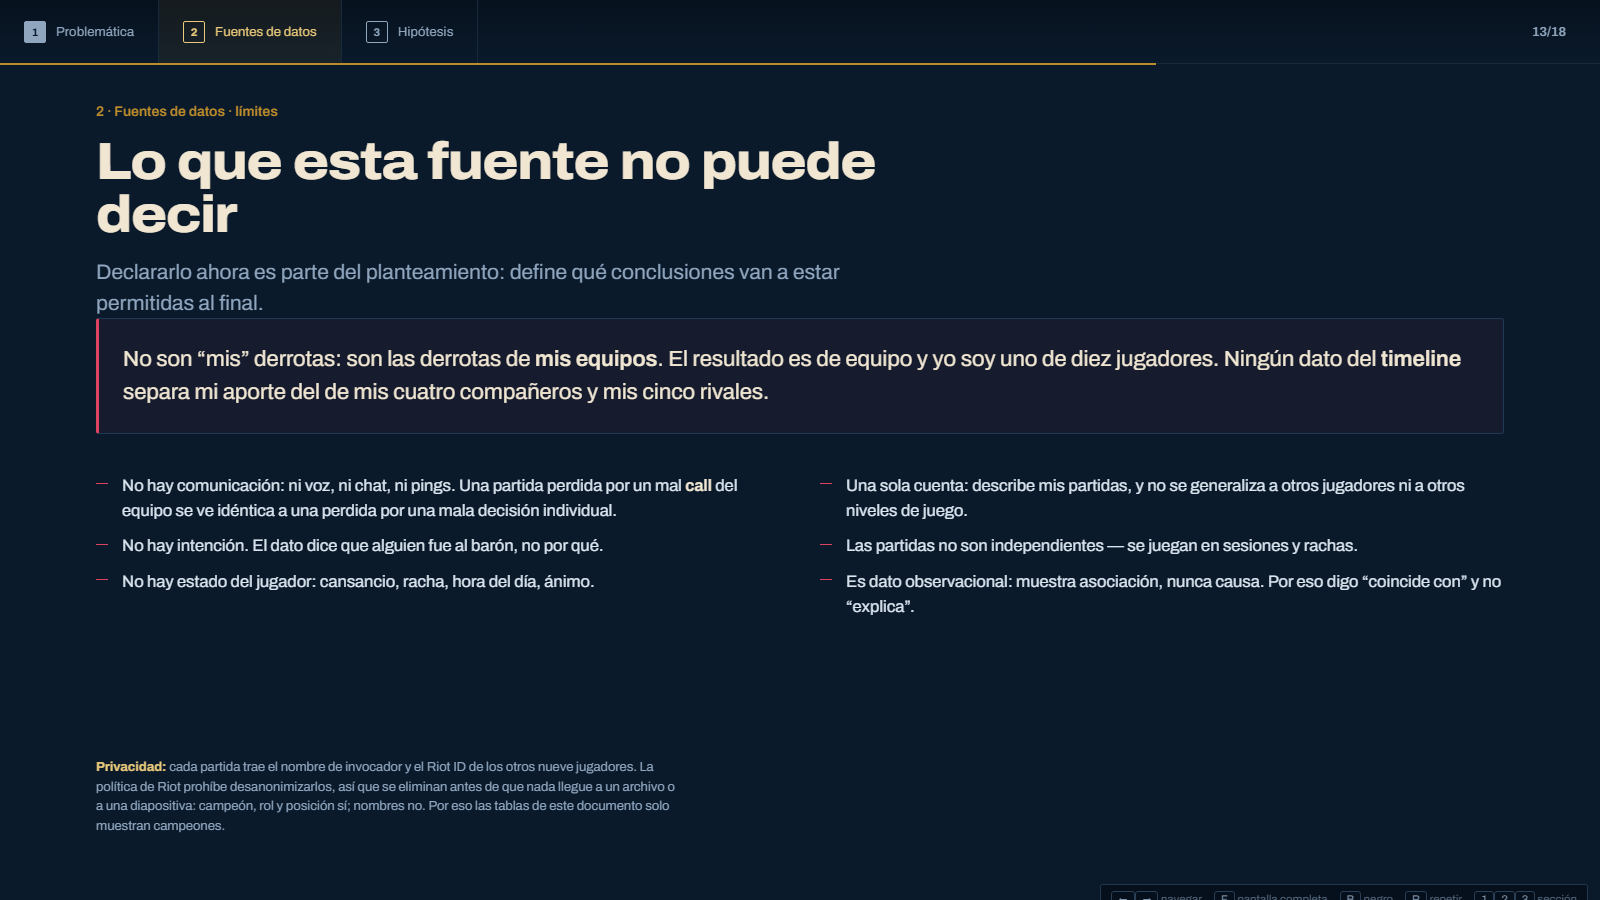 1 Problemática
2 Fuentes de datos
3 Hipótesis
13/18
2 · Fuentes de datos · límites
Lo que esta fuente no puede
decir
Declararlo ahora es parte del planteamiento: define qué conclusiones van a estar
permitidas al final.
No son “mis” derrotas: son las derrotas de mis equipos. El resultado es de equipo y yo soy uno de diez jugadores. Ningún dato del timeline
separa mi aporte del de mis cuatro compañeros y mis cinco rivales.
— No hay comunicación: ni voz, ni chat, ni pings. Una partida perdida por un mal call del
equipo se ve idéntica a una perdida por una mala decisión individual.
— No hay intención. El dato dice que alguien fue al barón, no por qué.
— No hay estado del jugador: cansancio, racha, hora del día, ánimo.
— Una sola cuenta: describe mis partidas, y no se generaliza a otros jugadores ni a otros
niveles de juego.
— Las partidas no son independientes — se juegan en sesiones y rachas.
— Es dato observacional: muestra asociación, nunca causa. Por eso digo “coincide con” y no
“explica”.
Privacidad: cada partida trae el nombre de invocador y el Riot ID de los otros nueve jugadores. La
política de Riot prohíbe desanonimizarlos, así que se eliminan antes de que nada llegue a un archivo o
a una diapositiva: campeón, rol y posición sí; nombres no. Por eso las tablas de este documento solo
muestran campeones.
← → navegar F pantalla completa B negro R repetir 1 2 3 sección